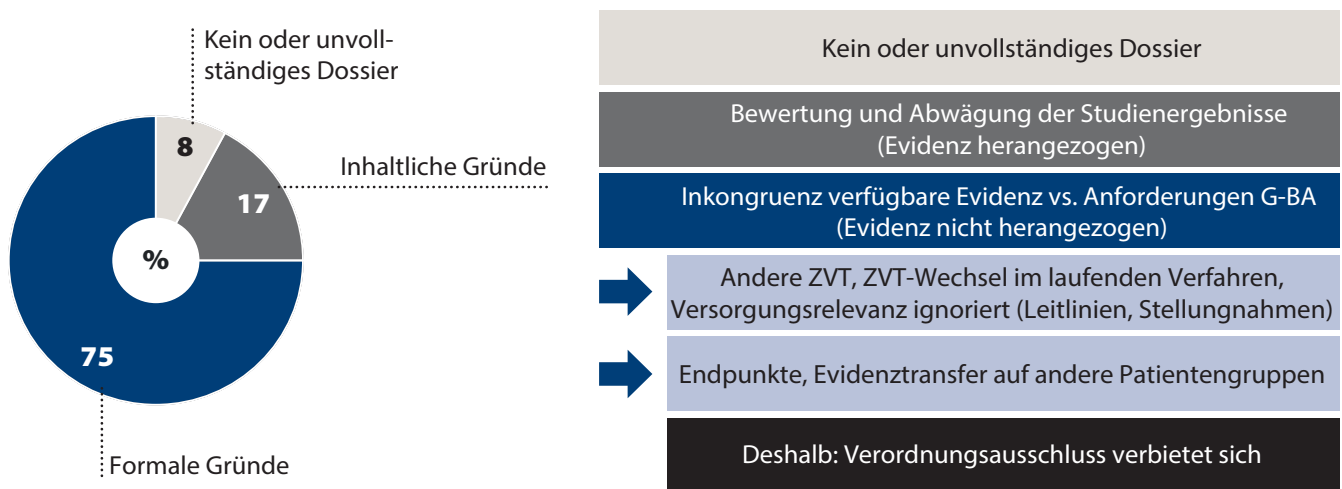 Kein oder unvoll-
ständiges Dossier
8
Inhaltliche Gründe
17
%
75
Formale Gründe
Kein oder unvollständiges Dossier
Bewertung und Abwägung der Studienergebnisse
(Evidenz herangezogen)
Inkongruenz verfügbare Evidenz vs. Anforderungen G-BA
(Evidenz nicht herangezogen)
Andere ZVT, ZVT-Wechsel im laufenden Verfahren,
Versorgungsrelevanz ignoriert (Leitlinien, Stellungnahmen)
Endpunkte, Evidenztransfer auf andere Patientengruppen
Deshalb: Verordnungsausschluss verbietet sich